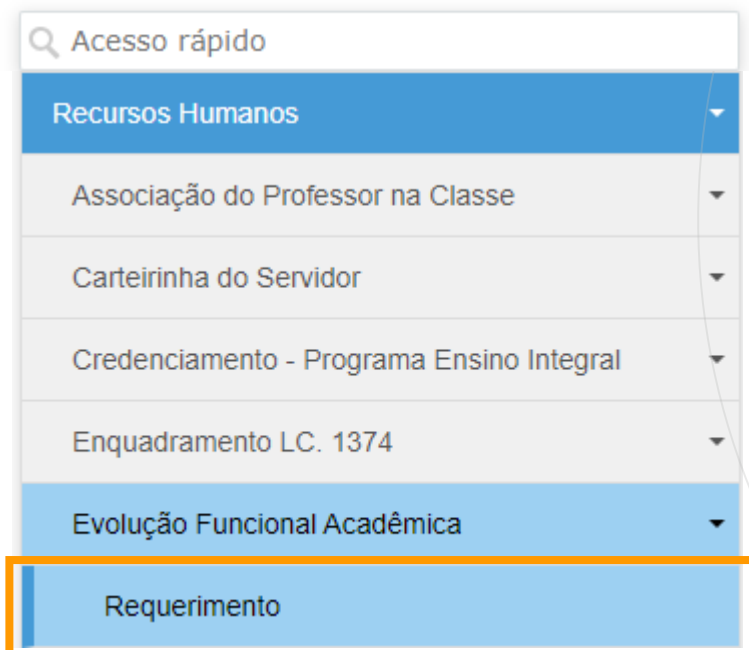 Acesso rápido
Recursos Humanos
Associação do Professor na Classe
Carteirinha do Servidor
Credenciamento - Programa Ensino Integral
Enquadramento LC. 1374
Evolução Funcional Acadêmica
Requerimento